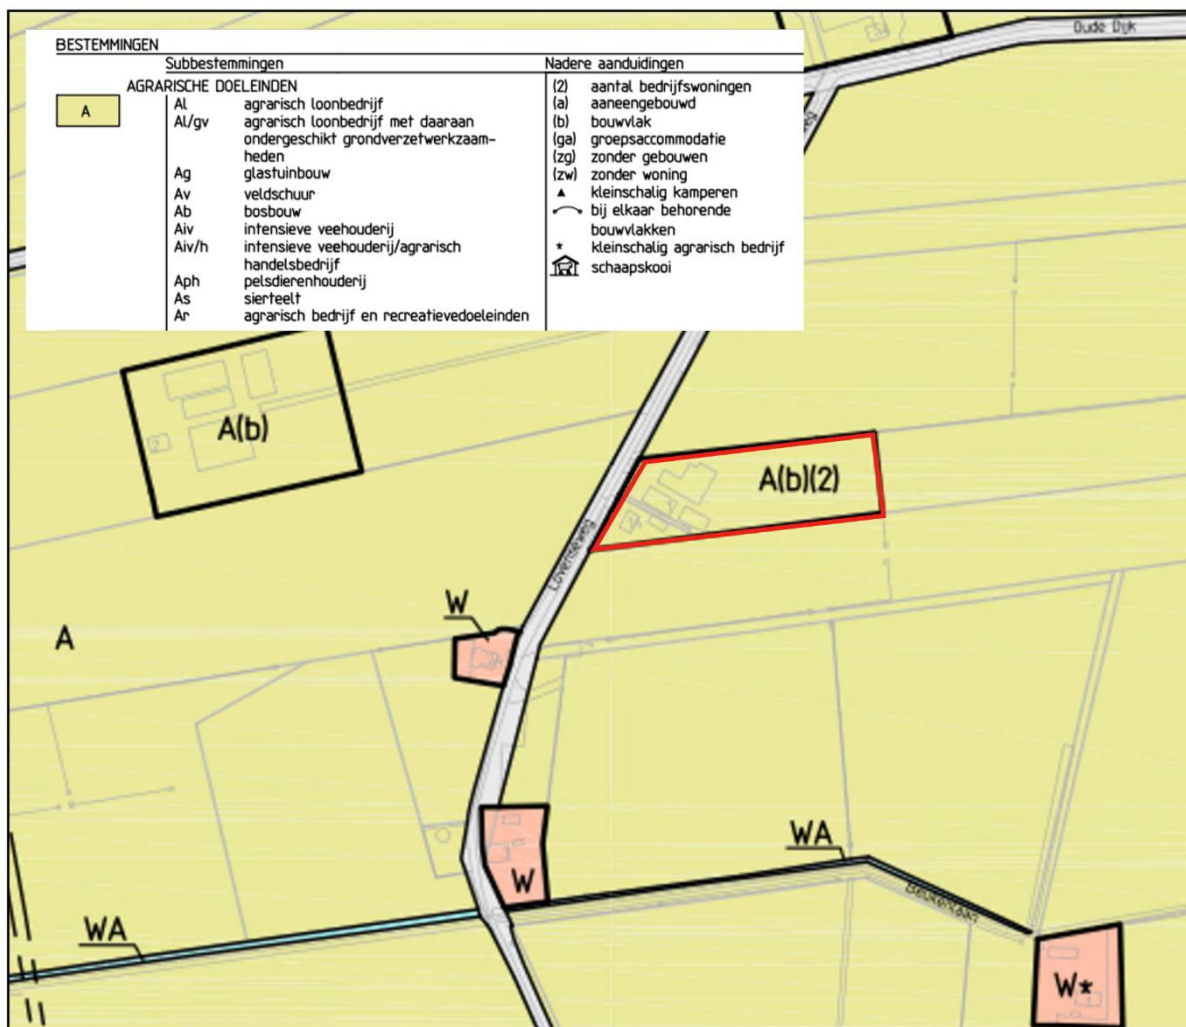 BESTEMMINGEN
Subbestemmingen
Nadere aanduidingen
AGRARISCHE DOELEINDEN
A
Al agrarisch loonbedrijf
Al/gv agrarisch loonbedrijf met daaraan
ondergeschikt grondverzetwerkzaam-
heden
Ag glastuinbouw
Av veldschuur
Ab bosbouw
Aiv intensieve veehouderij
Aiv/h intensieve veehouderij/agrarisch
handelsbedrijf
Aph pelsdierenhouderij
As sierteelt
Ar agrarisch bedrijf en recreatievedoeleinden
(2) aantal bedrijfswoningen
(a) aaneengebouwd
(b) bouwvlak
(ga) groepsaccommodatie
(zg) zonder gebouwen
(zw) zonder woning
▲ kleinschalig kamperen
bij elkaar behorende
bouwvlakken
* kleinschalig agrarisch bedrijf
schaapskooi
Oude Dijk
A(b)
A(b)(2)
Lovenseweg
W
A
WA
W
Beukenlaan
WA
W*